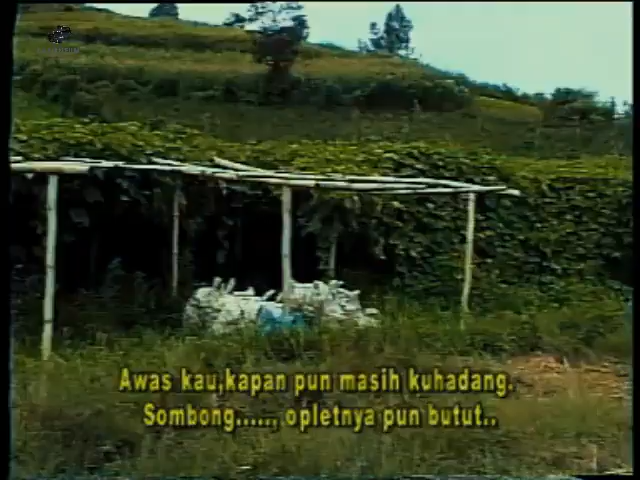 Awas kau,kapan pun masih kuhadang.
Sombong....., opletnya pun butut..